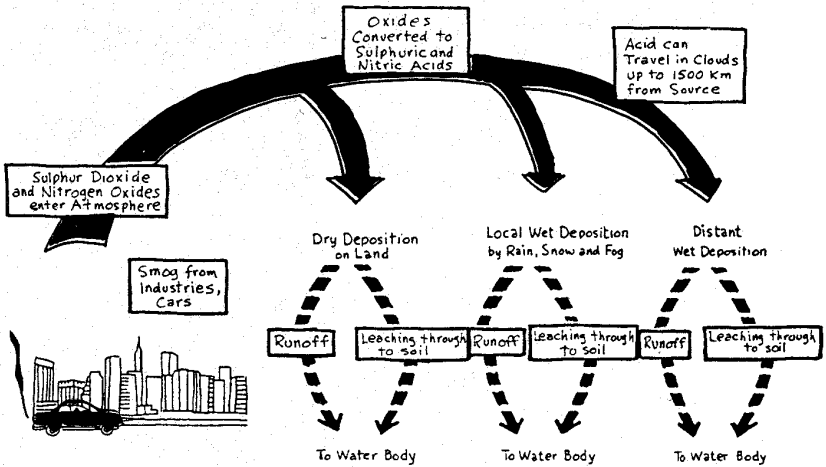 Oxides
Converted to
Sulphuric and
Nitric Acids
Acid can
Travel in Clouds
up to 1500 Km
from Source
Sulphur Dioxide
and Nitrogen Oxides
enter Atmosphere
Smog from
Industries,
Cars
Dry Deposition
on Land
Local Wet Deposition
by Rain, Snow and Fog
Distant
Wet Deposition
Runoff
Leaching through
to soil
Runoff
Leaching through
to soil
Runoff
Leaching through
to soil
To Water Body
To Water Body
To Water Body